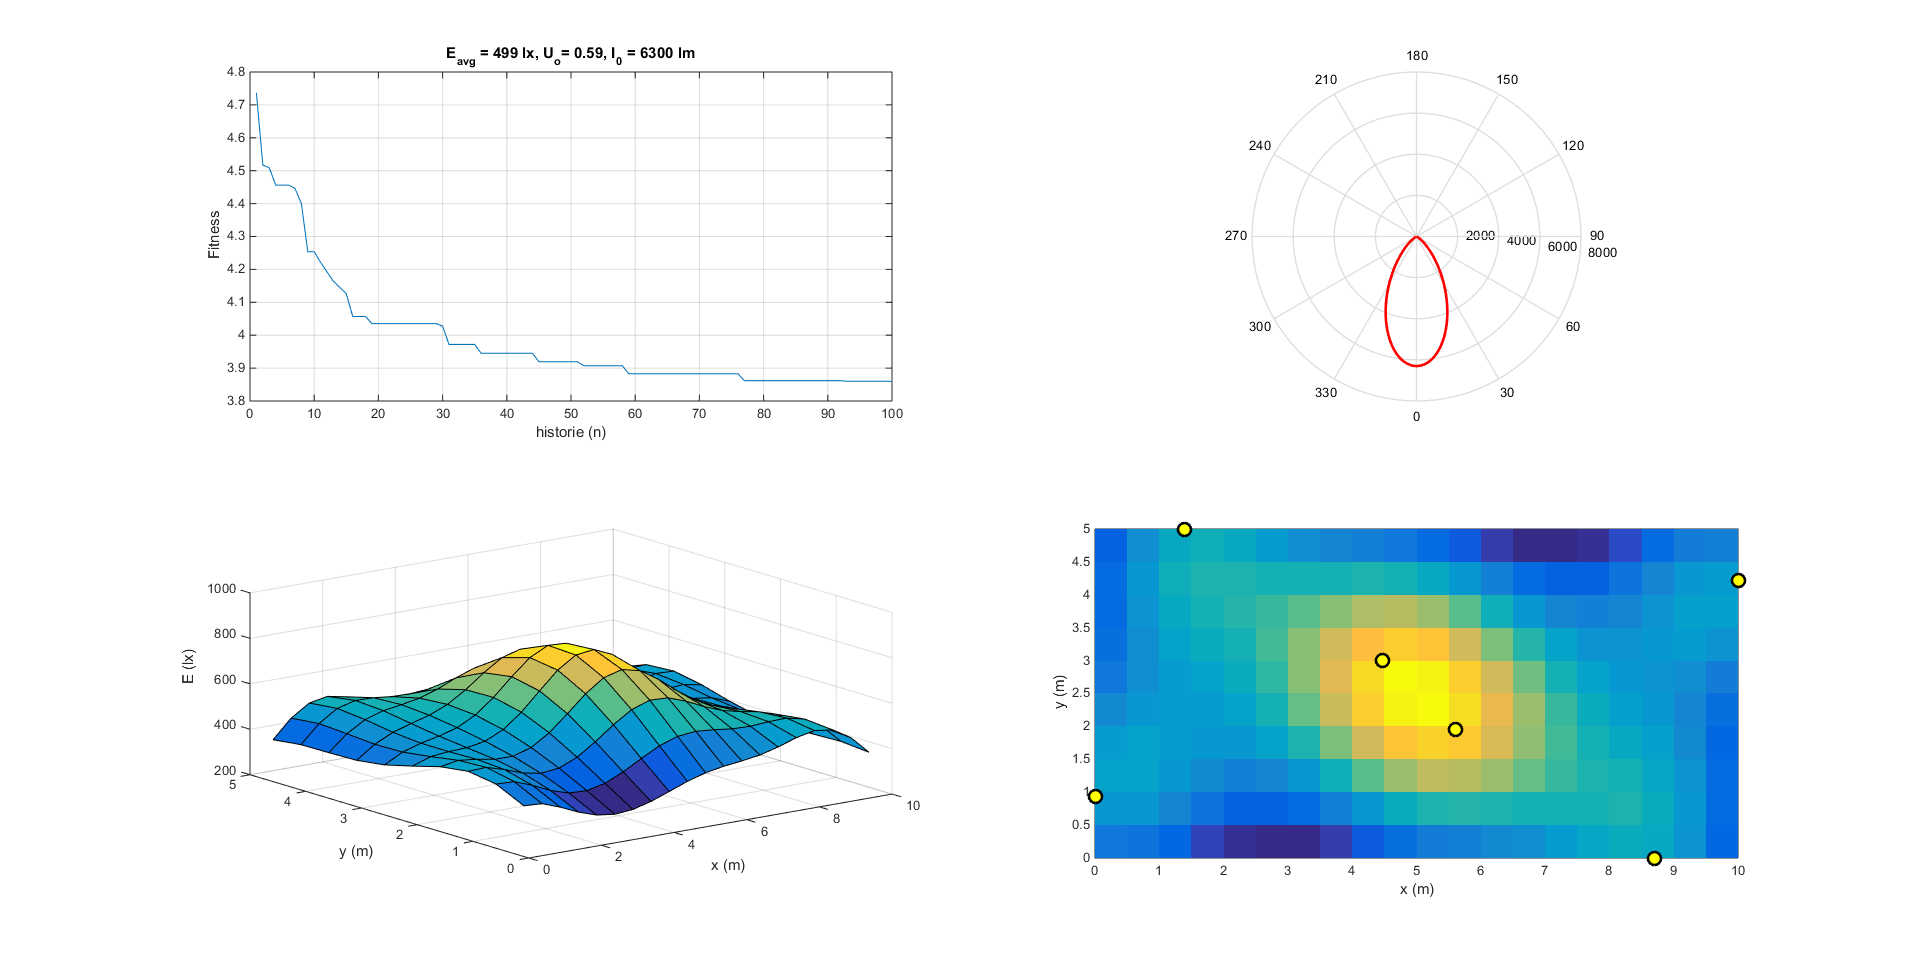 E_avg = 499 lx, U_o = 0.59, I_0 = 6300 lm
4.8
4.7
4.6
4.5
4.4
4.3
4.2
4.1
4
3.9
3.8
Fitness
0 10 20 30 40 50 60 70 80 90 100
historie (n)
180
210 150
240 120
270 2000 4000 6000 8000 90
300 60
330 30
0
1000
800
600
400
200
E (lx)
5 4 3 2 1 0
y (m)
0 2 4 6 8 10
x (m)
5
4.5
4
3.5
3
2.5
2
1.5
1
0.5
0
y (m)
0 1 2 3 4 5 6 7 8 9 10
x (m)